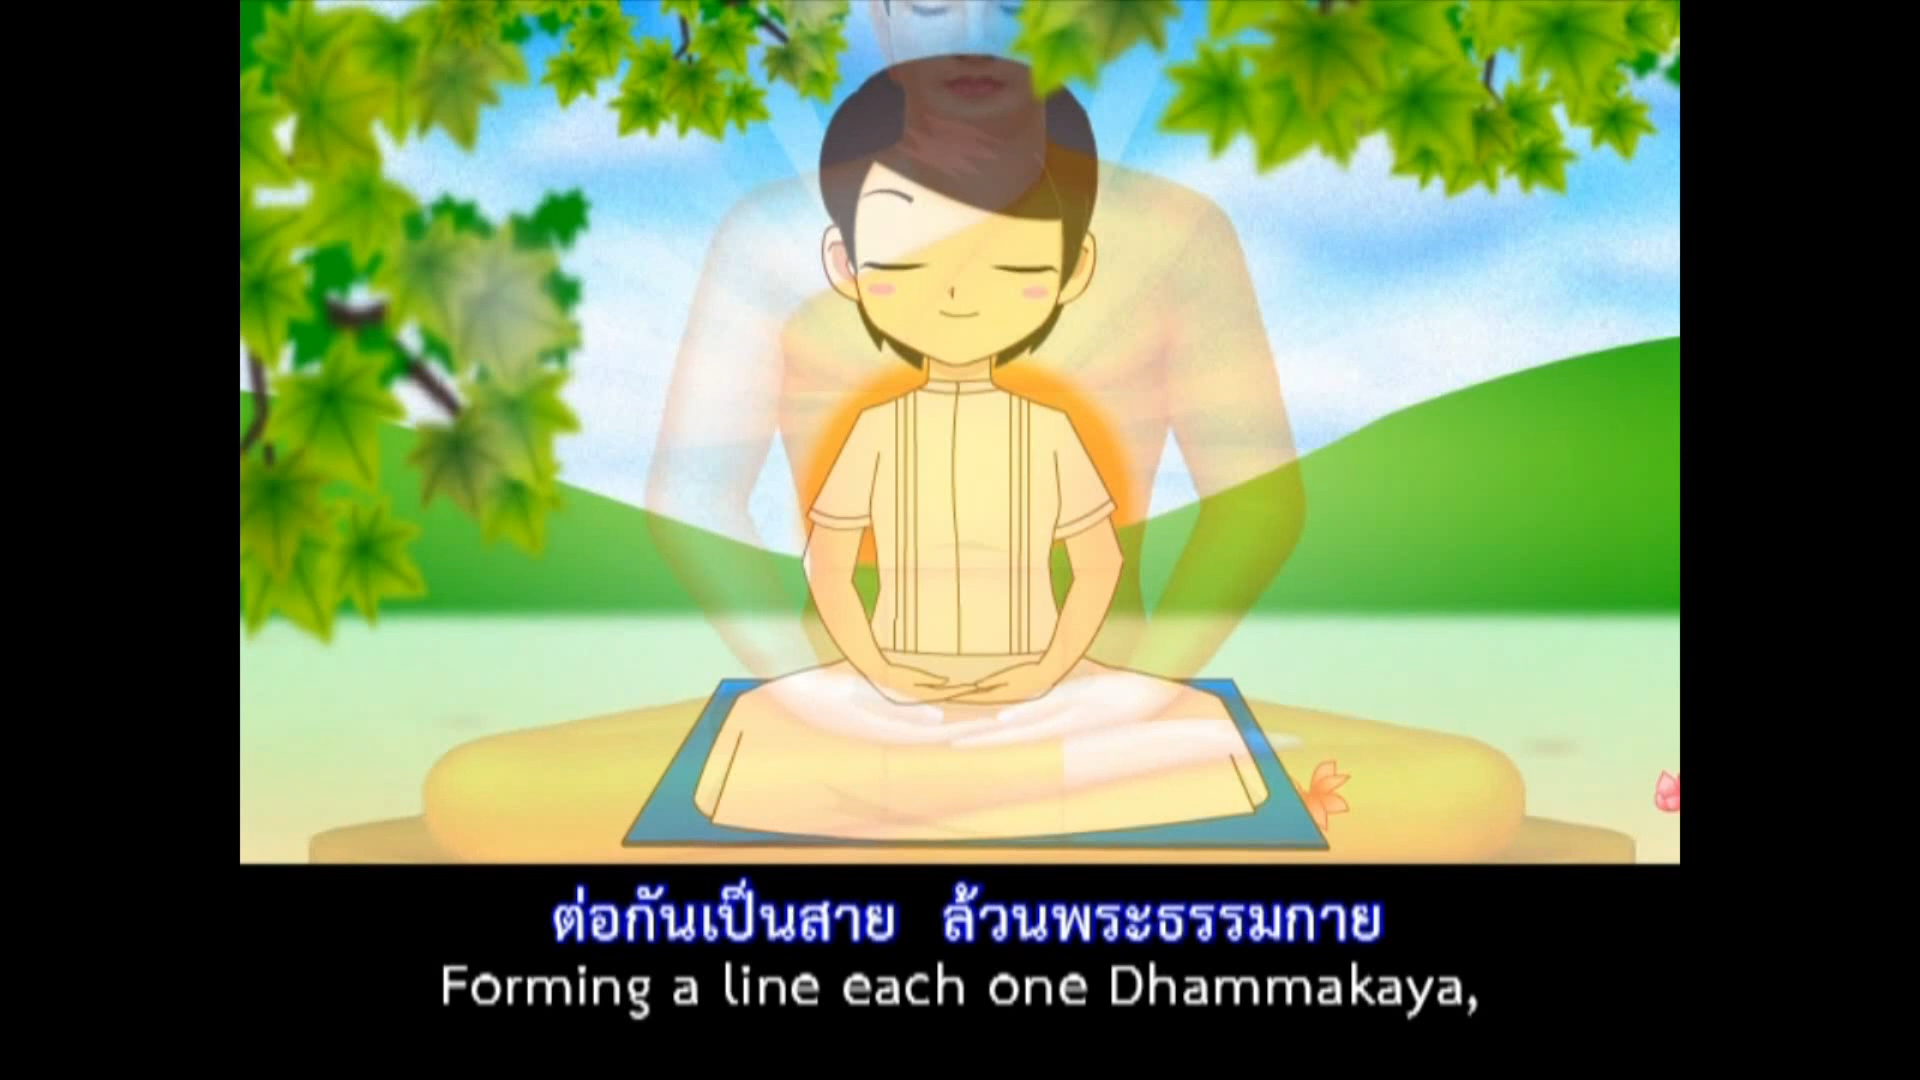 ต่อกันเป็นสาย ล้วนพระธรรมกาย
Forming a line each one Dhammakaya,